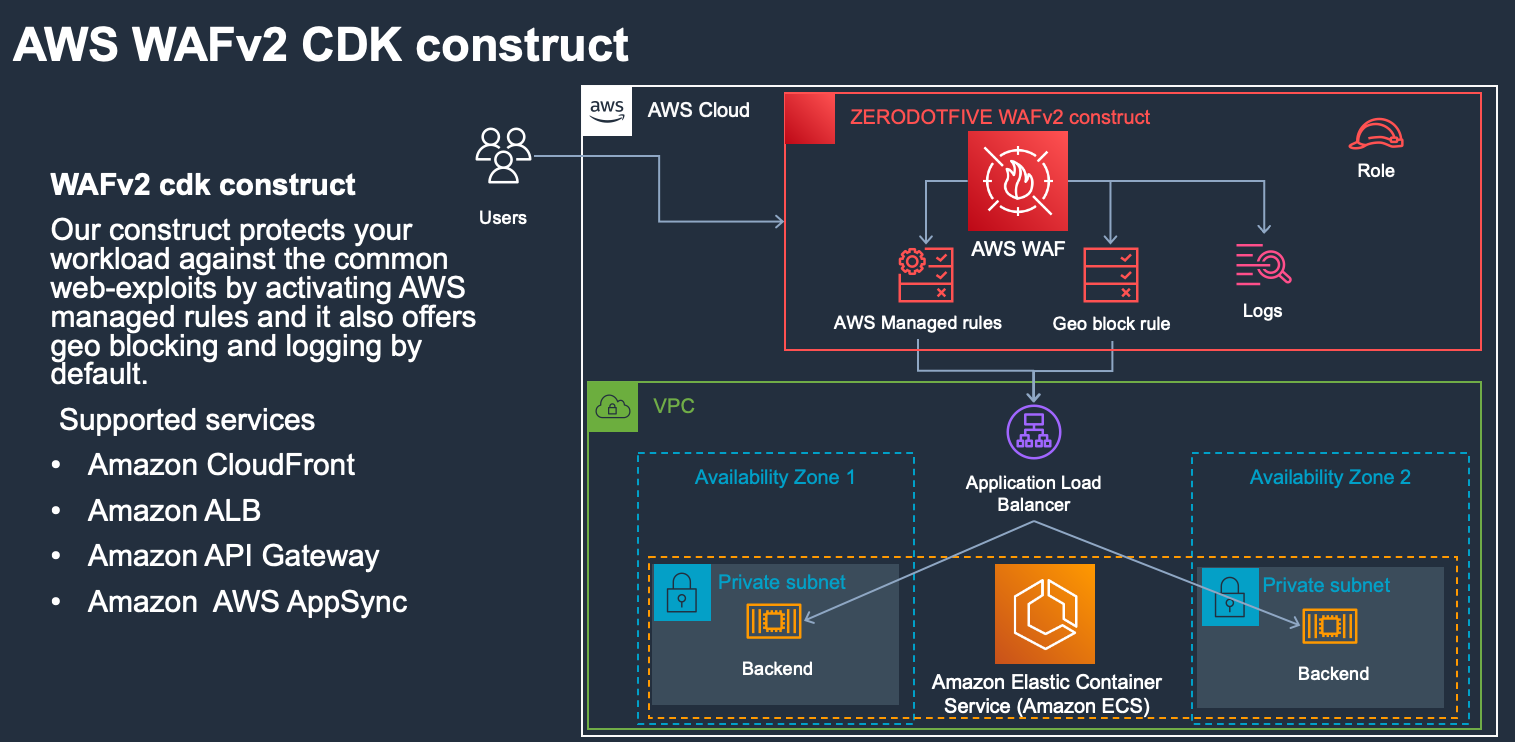 AWS WAFv2 CDK construct
WAFv2 cdk construct
Our construct protects your
workload against the common
web-exploits by activating AWS
managed rules and it also offers
geo blocking and logging by
default.
Supported services
• Amazon CloudFront
• Amazon ALB
• Amazon API Gateway
• Amazon  AWS AppSync
Users
aws
AWS Cloud
ZERODOTFIVE WAFv2 construct
Role
AWS WAF
AWS Managed rules
Geo block rule
Logs
VPC
Application Load
Balancer
Availability Zone 1
Availability Zone 2
Private subnet
Backend
Amazon Elastic Container
Service (Amazon ECS)
Private subnet
Backend